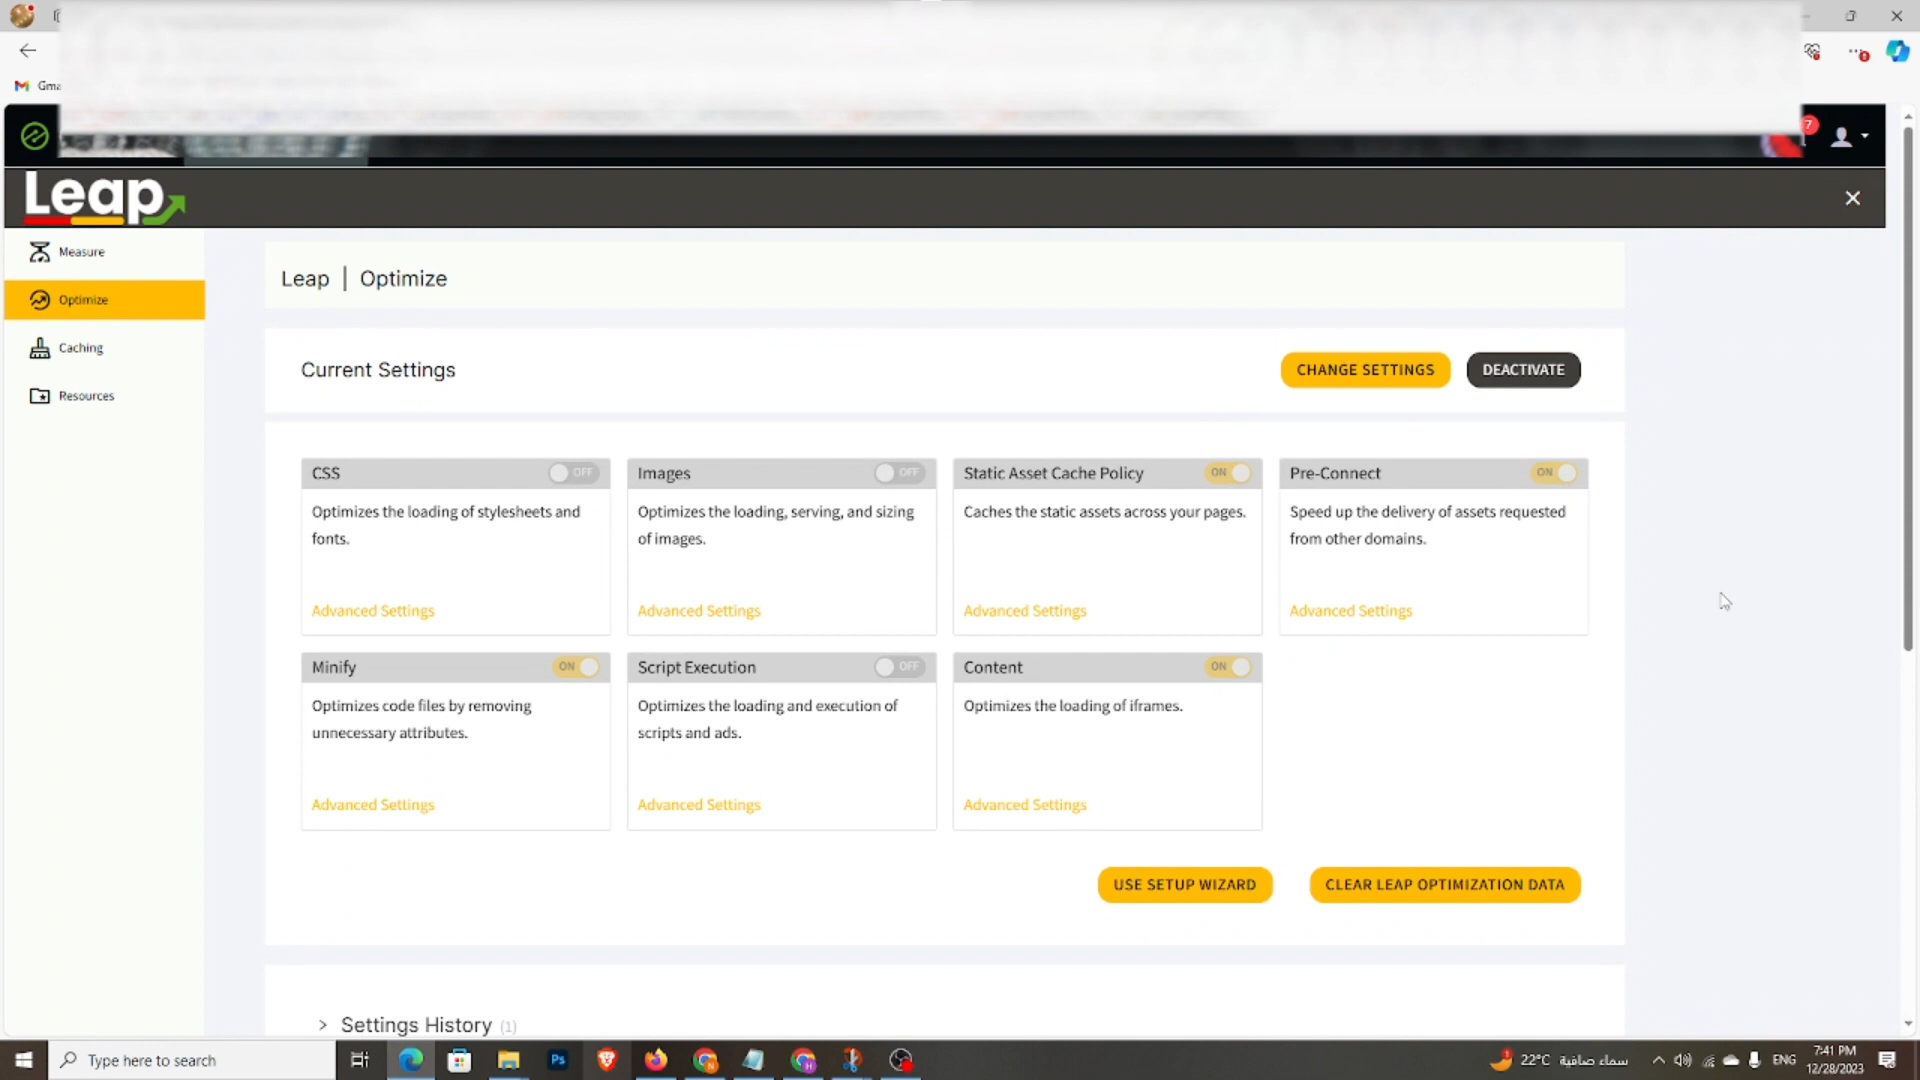 Gma
7
Leap
Measure
Optimize
Caching
Resources
Leap | Optimize
Current Settings
CHANGE SETTINGS
DEACTIVATE
CSS
OFF
Optimizes the loading of stylesheets and
fonts.
Advanced Settings
Images
OFF
Optimizes the loading, serving, and sizing
of images.
Advanced Settings
Static Asset Cache Policy
ON
Caches the static assets across your pages.
Advanced Settings
Pre-Connect
ON
Speed up the delivery of assets requested
from other domains.
Advanced Settings
Minify
ON
Optimizes code files by removing
unnecessary attributes.
Advanced Settings
Script Execution
OFF
Optimizes the loading and execution of
scripts and ads.
Advanced Settings
Content
ON
Optimizes the loading of iframes.
Advanced Settings
USE SETUP WIZARD
CLEAR LEAP OPTIMIZATION DATA
> Settings History (1)
Type here to search
Ps
22°C سماء صافية
ENG
7:41 PM
12/28/2023